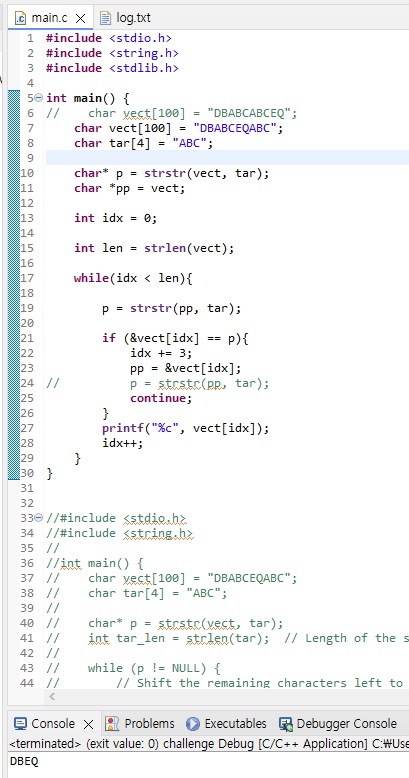 main.c
log.txt
1 #include <stdio.h>
2 #include <string.h>
3 #include <stdlib.h>
4
5 int main() {
6 //    char vect[100] = "DBABCABCEQ";
7     char vect[100] = "DBABCEQABC";
8     char tar[4] = "ABC";
9
10     char* p = strstr(vect, tar);
11     char *pp = vect;
12
13     int idx = 0;
14
15     int len = strlen(vect);
16
17     while(idx < len){
18
19         p = strstr(pp, tar);
20
21         if (&vect[idx] == p){
22             idx += 3;
23             pp = &vect[idx];
24 //            p = strstr(pp, tar);
25             continue;
26         }
27         printf("%c", vect[idx]);
28         idx++;
29     }
30 }
31
32
33 //#include <stdio.h>
34 //#include <string.h>
35 //
36 //int main() {
37 //    char vect[100] = "DBABCEQABC";
38 //    char tar[4] = "ABC";
39 //
40 //    char* p = strstr(vect, tar);
41 //    int tar_len = strlen(tar);  // Length of the s
42 //
43 //    while (p != NULL) {
44 //        // Shift the remaining characters left to
Console Problems Executables Debugger Console
<terminated> (exit value: 0) challenge Debug [C/C++ Application] C:₩Use
DBEQ